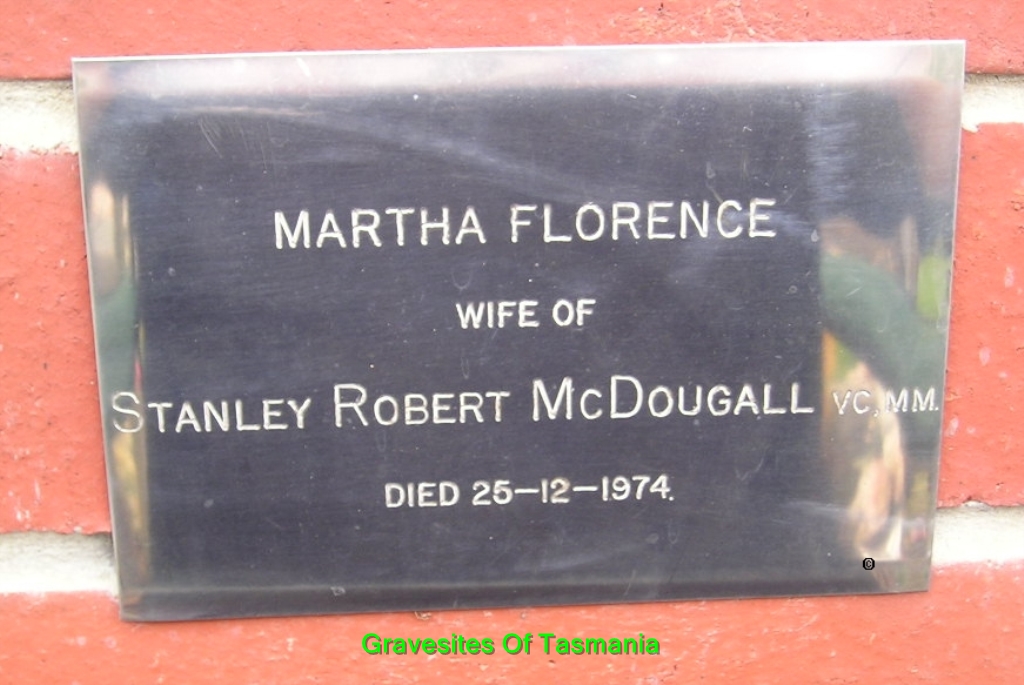 MARTHA FLORENCE
WIFE OF
STANLEY ROBERT McDOUGALL VC, MM.
DIED 25-12-1974.
©
Gravesites Of Tasmania